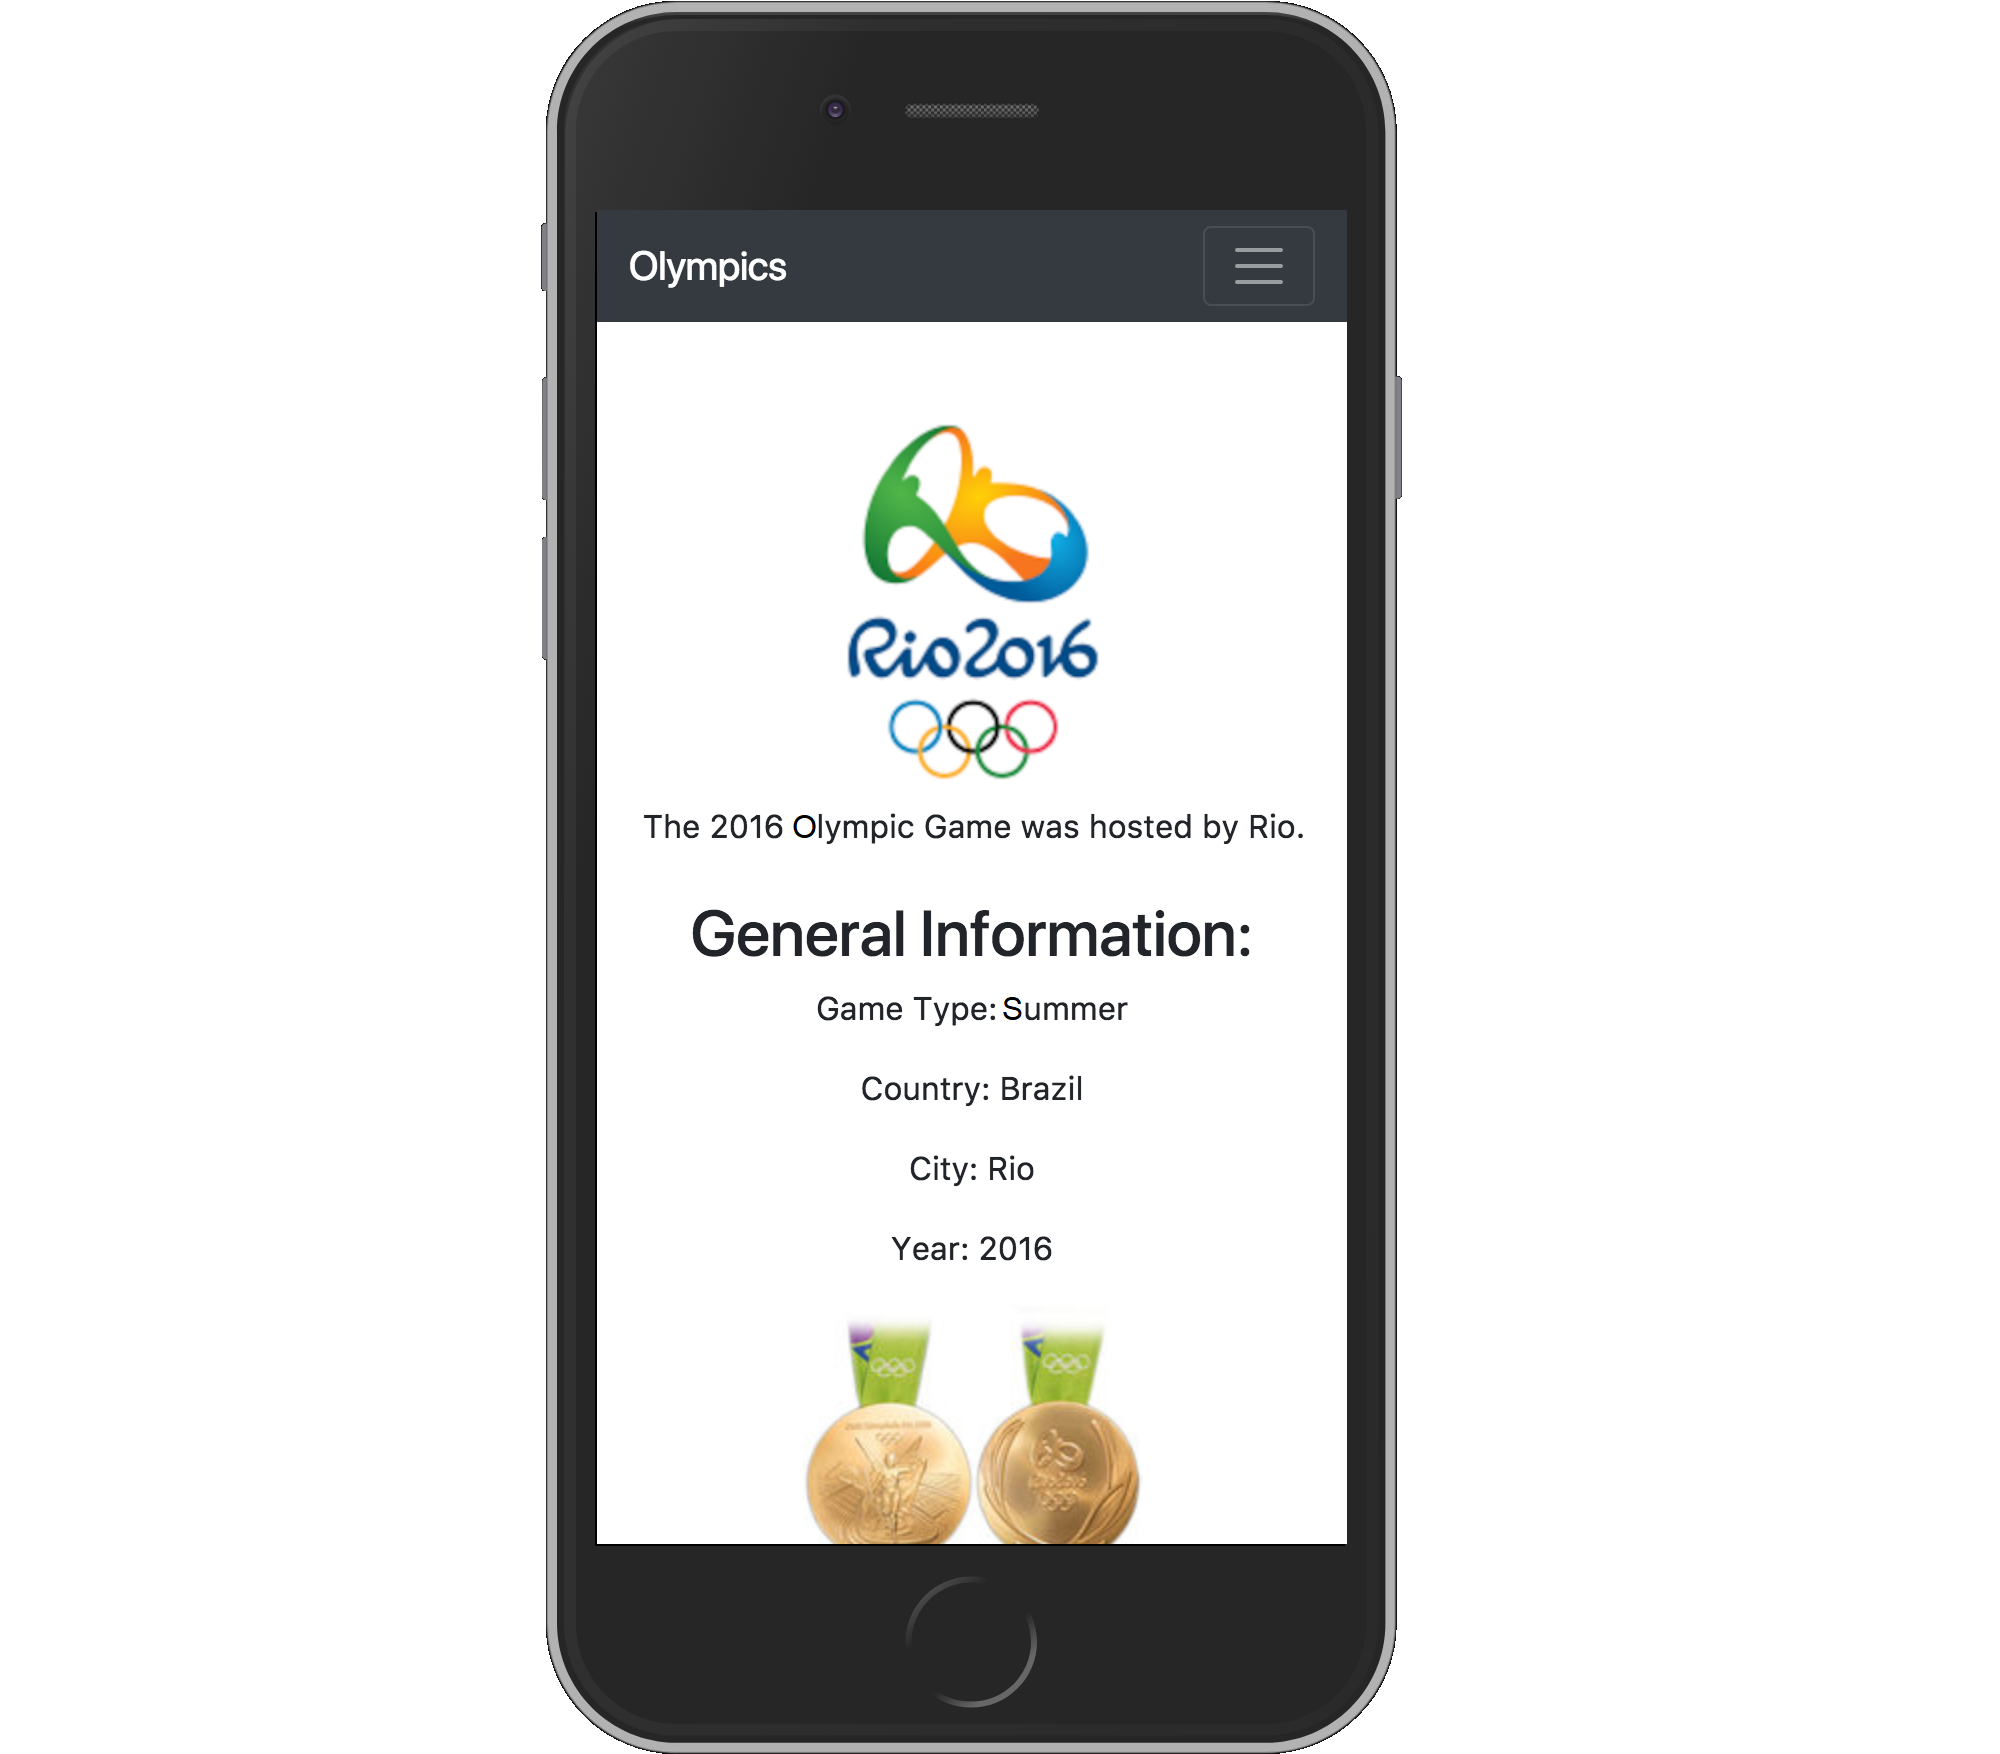 Olympics
Rio2016
The 2016 Olympic Game was hosted by Rio.
General Information:
Game Type: Summer
Country: Brazil
City: Rio
Year: 2016